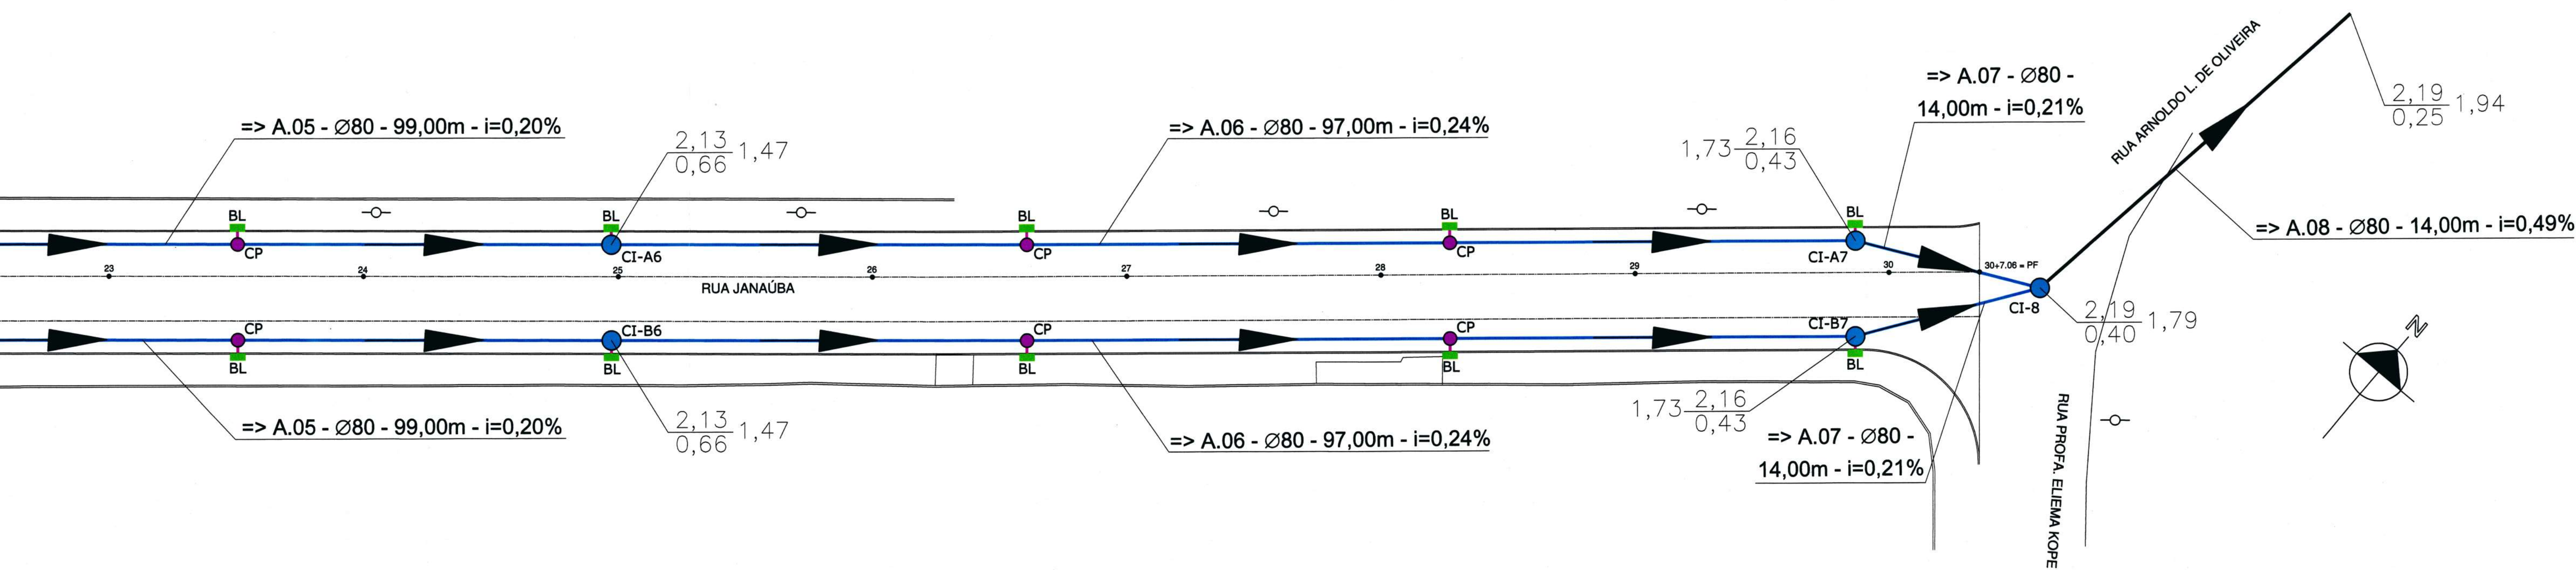 => A.05 - Ø80 - 99,00m - i=0,20%
2,13
0,66
1,47
=> A.06 - Ø80 - 97,00m - i=0,24%
1,73
2,16
0,43
=> A.07 - Ø80 -
14,00m - i=0,21%
RUA ARNOLDO L. DE OLIVEIRA
2,19
0,25
1,94
=> A.08 - Ø80 - 14,00m - i=0,49%
BL
BL
BL
BL
BL
CP
CI-A6
CP
CP
CI-A7
23
24
25
26
27
28
29
30
30+7.06 = PF
RUA JANAÚBA
CI-8
2,19
0,40
1,79
N
CP
CI-B6
CP
CP
CI-B7
BL
BL
BL
BL
BL
=> A.05 - Ø80 - 99,00m - i=0,20%
2,13
0,66
1,47
=> A.06 - Ø80 - 97,00m - i=0,24%
1,73
2,16
0,43
=> A.07 - Ø80 -
14,00m - i=0,21%
RUA PROFA. ELIEMA KOPE